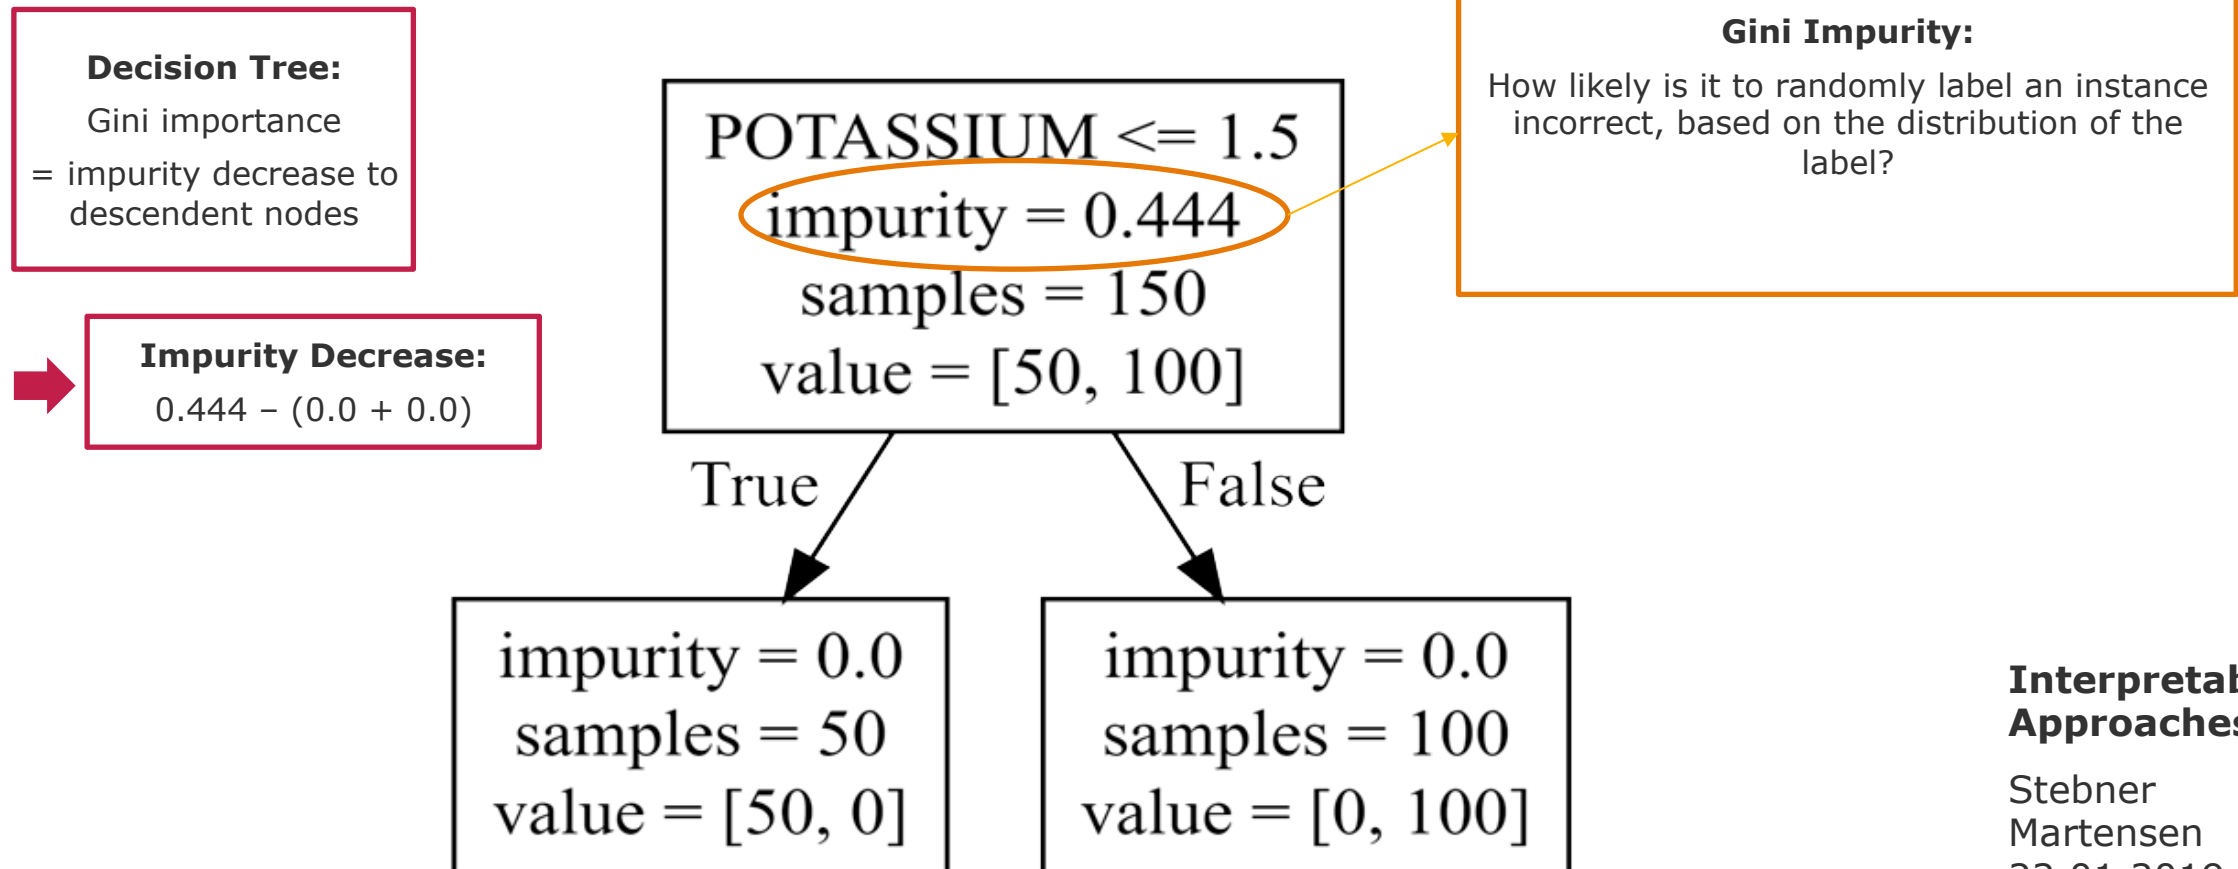 Decision Tree:
Gini importance
= impurity decrease to
descendent nodes
Impurity Decrease:
0.444 – (0.0 + 0.0)
POTASSIUM <= 1.5
impurity = 0.444
samples = 150
value = [50, 100]
Gini Impurity:
How likely is it to randomly label an instance
incorrect, based on the distribution of the
label?
True
False
impurity = 0.0
samples = 50
value = [50, 0]
impurity = 0.0
samples = 100
value = [0, 100]
Approaches
Stebner
Martensen